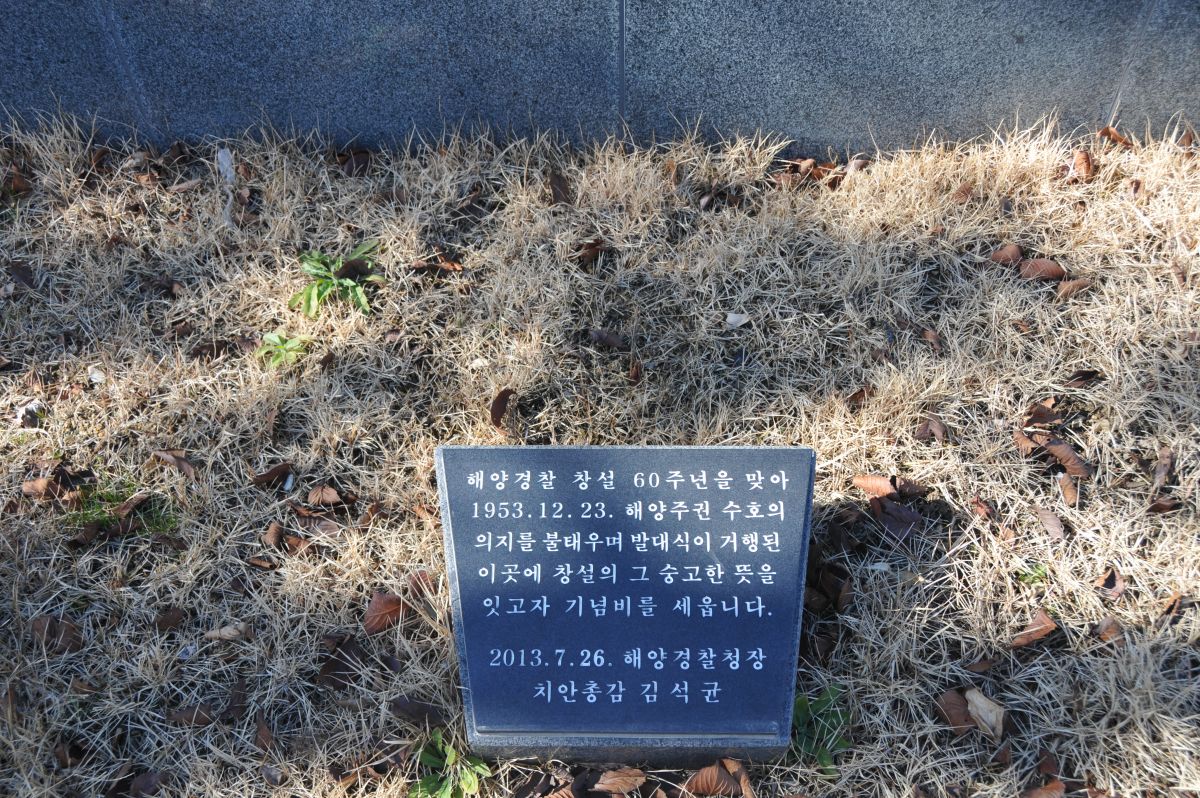 해양경찰 창설 60주년을 맞아
1953.12.23. 해양주권 수호의
의지를 불태우며 발대식이 거행된
이곳에 창설의 그 숭고한 뜻을
잇고자 기념비를 세웁니다.
2013.7.26. 해양경찰청장
치안총감 김석균